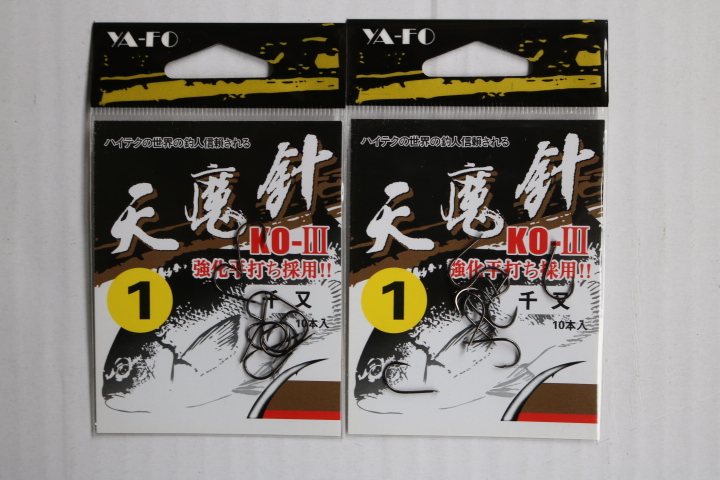 YA-FO
ハイテクの世界の釣人信頼される
天魔針
KO-III
強化平打ち採用!!
1
千又
10本入
YA-FO
ハイテクの世界の釣人信頼される
天魔針
KO-III
強化平打ち採用!!
1
千又
10本入